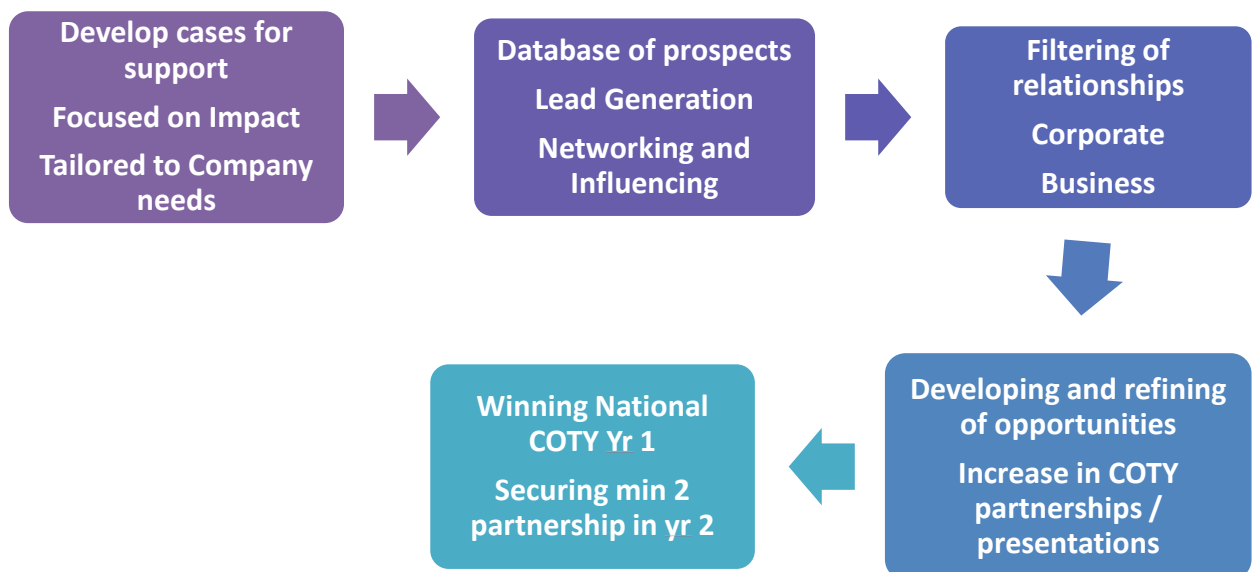 Develop cases for
support
Focused on Impact
Tailored to Company
needs
Database of prospects
Lead Generation
Networking and
Influencing
Filtering of
relationships
Corporate
Business
Developing and refining
of opportunities
Increase in COTY
partnerships /
presentations
Winning National
COTY Yr 1
Securing min 2
partnership in yr 2